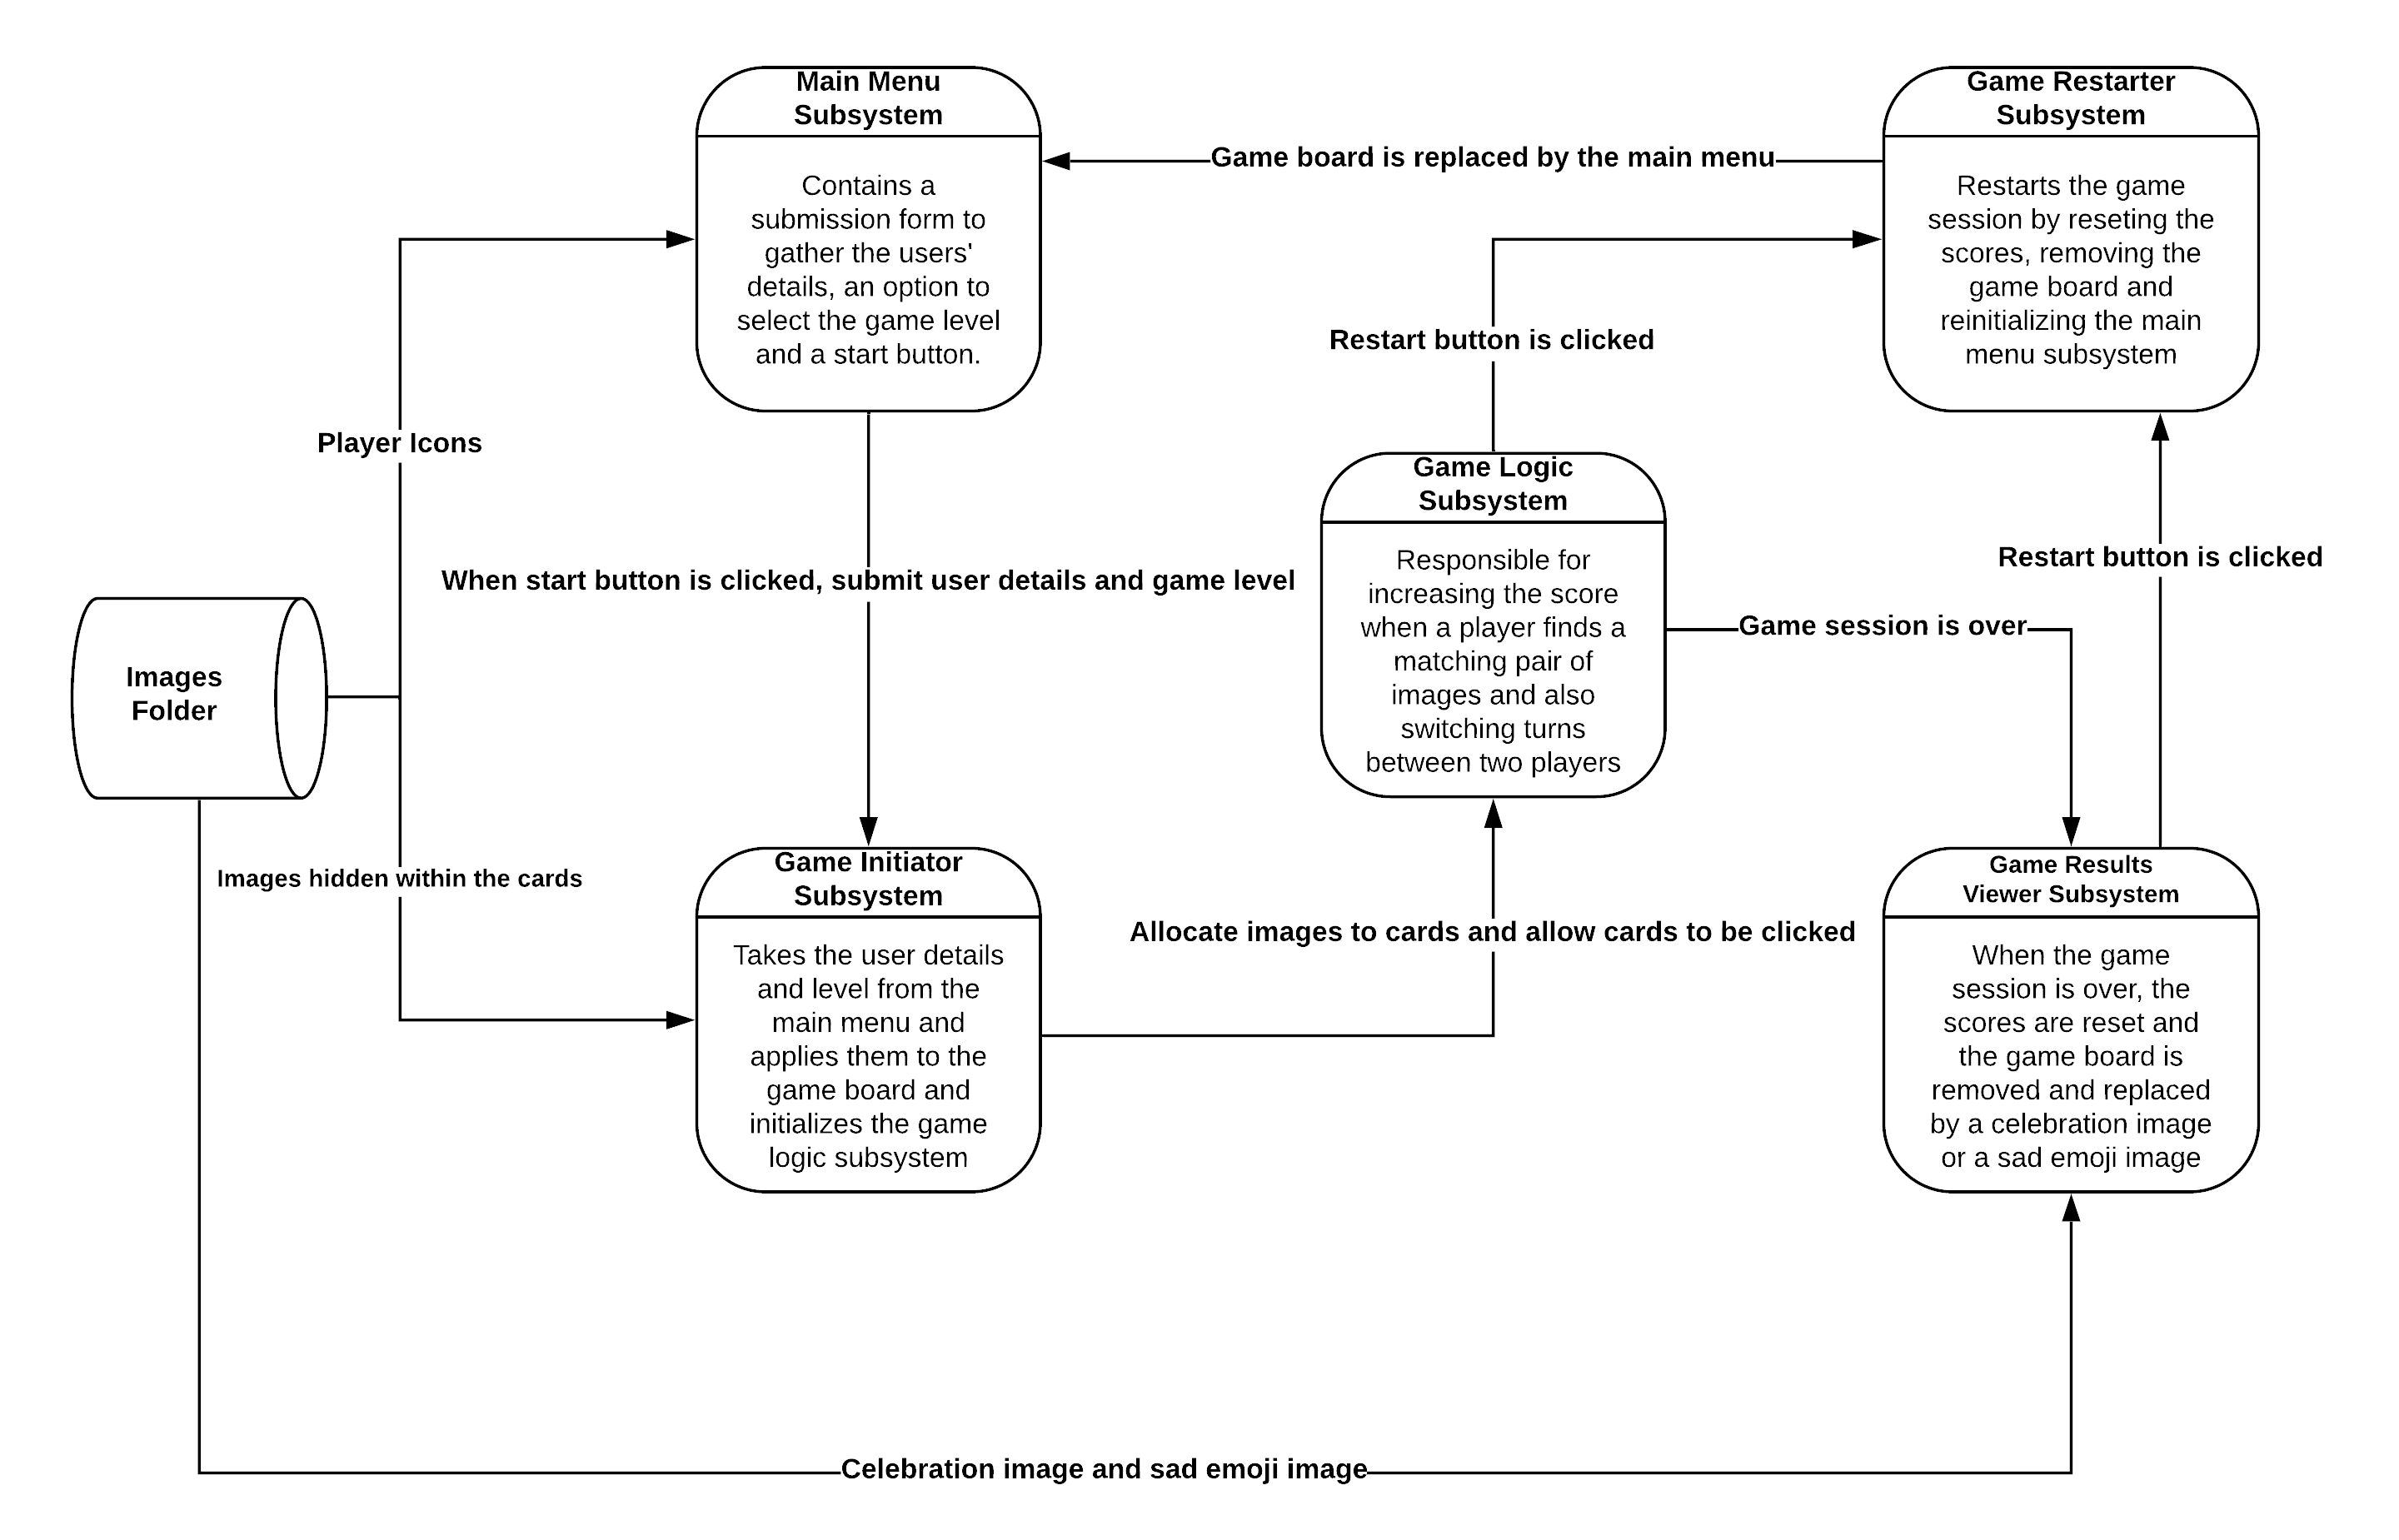 Main Menu
Subsystem
Contains a
submission form to
gather the users'
details, an option to
select the game level
and a start button.
Game board is replaced by the main menu
Game Restarter
Subsystem
Restarts the game
session by reseting the
scores, removing the
game board and
reinitializing the main
menu subsystem
Restart button is clicked
Player Icons
Game Logic
Subsystem
Responsible for
increasing the score
when a player finds a
matching pair of
images and also
switching turns
between two players
When start button is clicked, submit user details and game level
Restart button is clicked
Game session is over
Images
Folder
Images hidden within the cards
Game Initiator
Subsystem
Takes the user details
and level from the
main menu and
applies them to the
game board and
initializes the game
logic subsystem
Allocate images to cards and allow cards to be clicked
Game Results
Viewer Subsystem
When the game
session is over, the
scores are reset and
the game board is
removed and replaced
by a celebration image
or a sad emoji image
Celebration image and sad emoji image